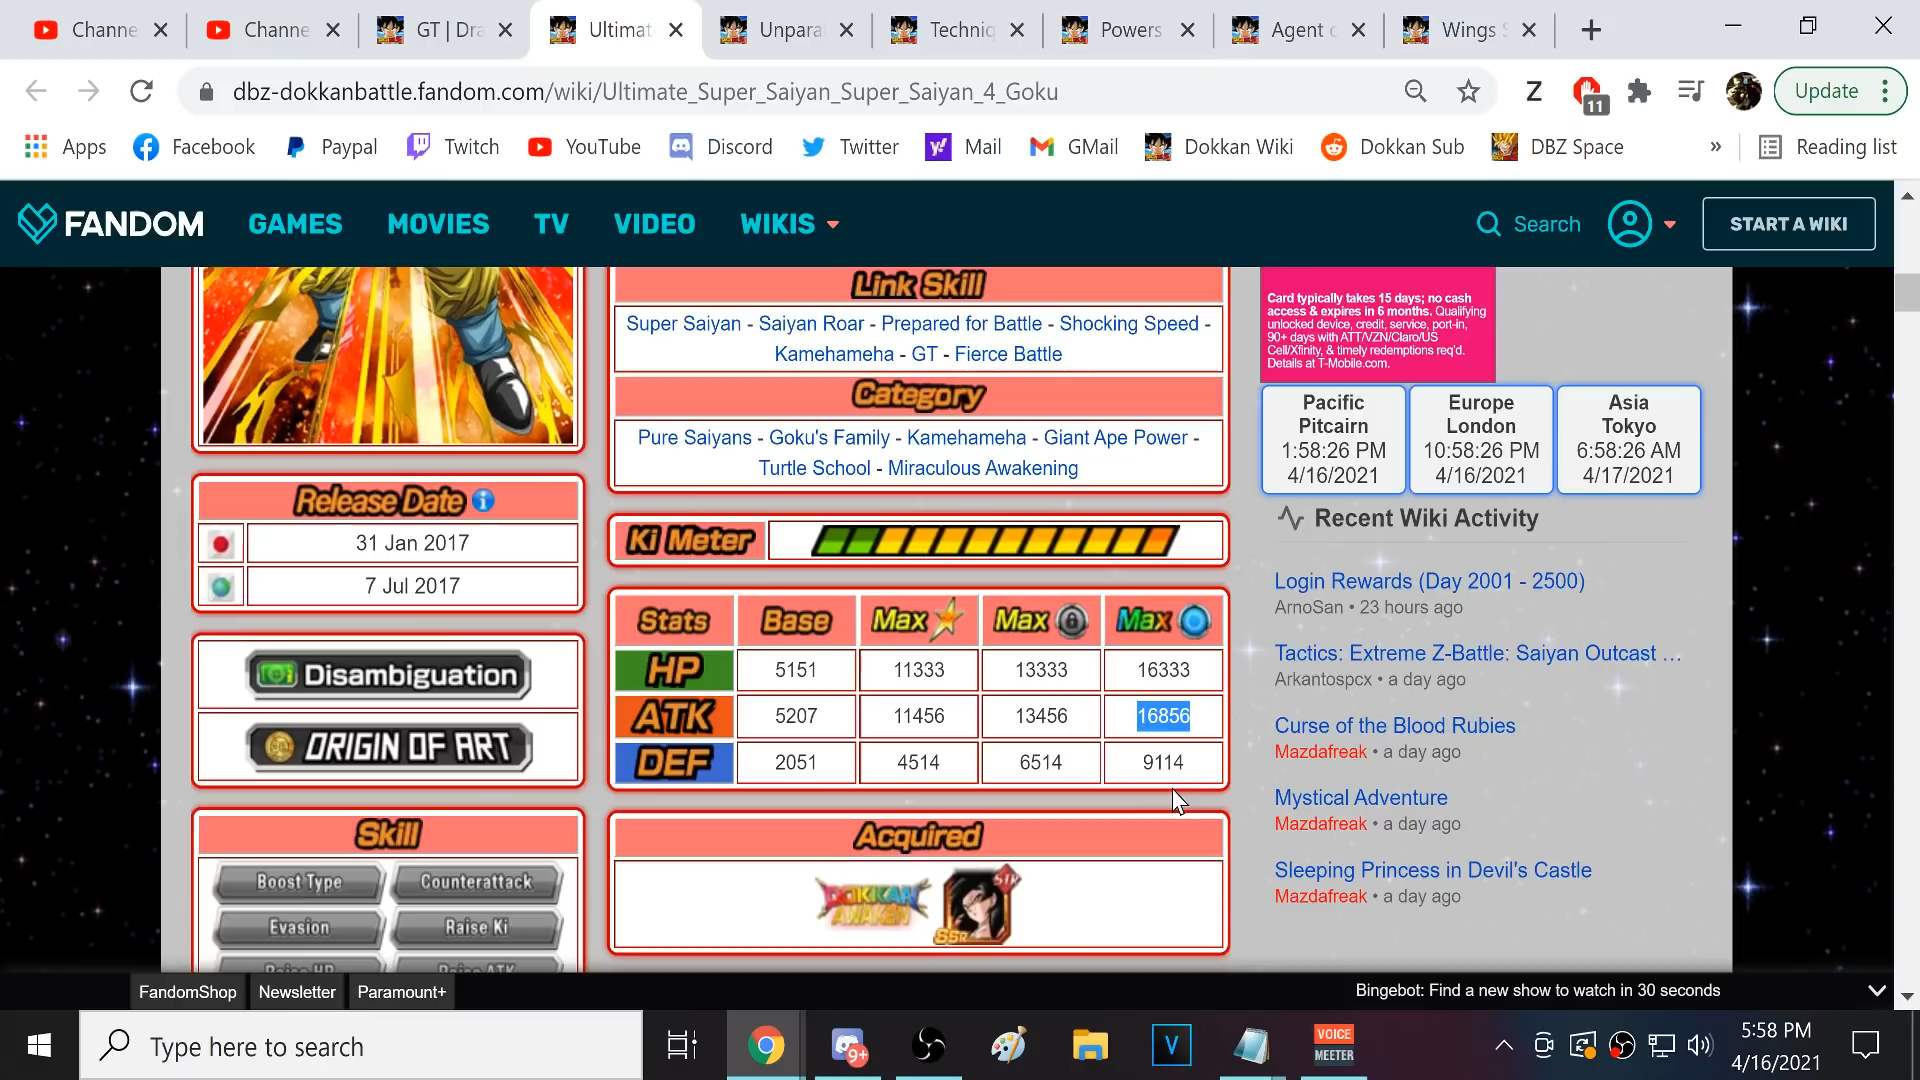 Channe
Channe
GT | Dra
Ultimat
Unpara
Techniq
Powers
Agent o
Wings S
dbz-dokkanbattle.fandom.com/wiki/Ultimate_Super_Saiyan_Super_Saiyan_4_Goku
Z
11
Update
Apps
Facebook
Paypal
Twitch
YouTube
Discord
Twitter
Mail
GMail
Dokkan Wiki
Dokkan Sub
DBZ Space
»
Reading list
FANDOM
GAMES
MOVIES
TV
VIDEO
WIKIS
Search
START A WIKI
Link Skill
Super Saiyan - Saiyan Roar - Prepared for Battle - Shocking Speed -
Kamehameha - GT - Fierce Battle
Category
Pure Saiyans - Goku's Family - Kamehameha - Giant Ape Power -
Turtle School - Miraculous Awakening
Release Date
31 Jan 2017
7 Jul 2017
Disambiguation
ORIGIN OF ART
Skill
Boost Type
Counterattack
Evasion
Raise Ki
Raise HP
Raise ATK
Ki Meter
Stats Base Max Max Max
HP 5151 11333 13333 16333
ATK 5207 11456 13456 16856
DEF 2051 4514 6514 9114
Acquired
DOKKAN
AWAKEN
STR
SSR
Card typically takes 15 days; no cash
access & expires in 6 months. Qualifying
unlocked device, credit, service, port-in,
90+ days with ATT/VZN/Claro/US
Cell/Xfinity, & timely redemptions req'd.
Details at T-Mobile.com.
Pacific
Pitcairn
1:58:26 PM
4/16/2021
Europe
London
10:58:26 PM
4/16/2021
Asia
Tokyo
6:58:26 AM
4/17/2021
Recent Wiki Activity
Login Rewards (Day 2001 - 2500)
ArnoSan • 23 hours ago
Tactics: Extreme Z-Battle: Saiyan Outcast ...
Arkantospcx • a day ago
Curse of the Blood Rubies
Mazdafreak • a day ago
Mystical Adventure
Mazdafreak • a day ago
Sleeping Princess in Devil's Castle
Mazdafreak • a day ago
FandomShop
Newsletter
Paramount+
Bingebot: Find a new show to watch in 30 seconds
Type here to search
9+
V
VOICE
MEETER
5:58 PM
4/16/2021